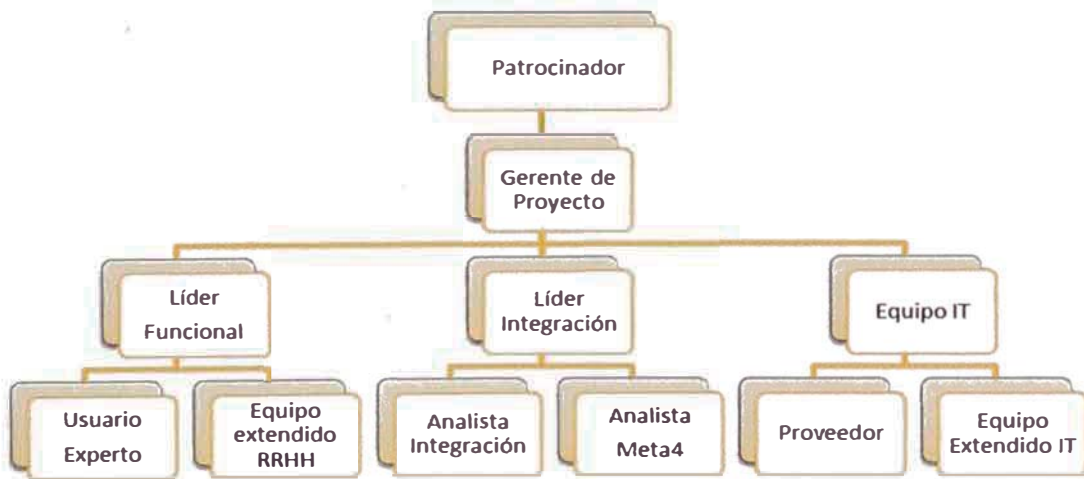 Patrocinador
Gerente de
Proyecto
Líder
Funcional
Líder
Integración
Equipo IT
Usuario
Experto
Equipo
extendido
RRHH
Analista
Integración
Analista
Meta4
Proveedor
Equipo
Extendido IT